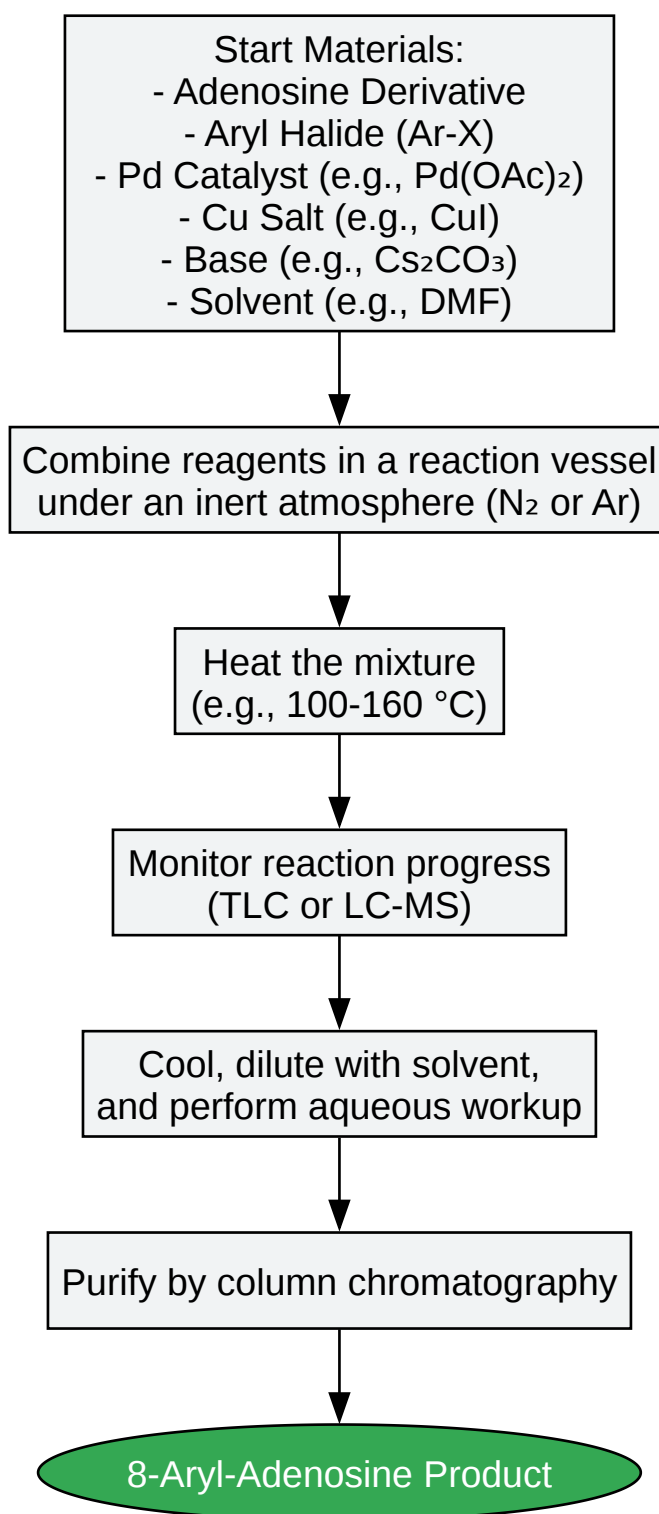 Start Materials:
- Adenosine Derivative
- Aryl Halide (Ar-X)
- Pd Catalyst (e.g., Pd(OAc)₂)
- Cu Salt (e.g., CuI)
- Base (e.g., Cs₂CO₃)
- Solvent (e.g., DMF)
Combine reagents in a reaction vessel
under an inert atmosphere (N₂ or Ar)
Heat the mixture
(e.g., 100-160 °C)
Monitor reaction progress
(TLC or LC-MS)
Cool, dilute with solvent,
and perform aqueous workup
Purify by column chromatography
8-Aryl-Adenosine Product